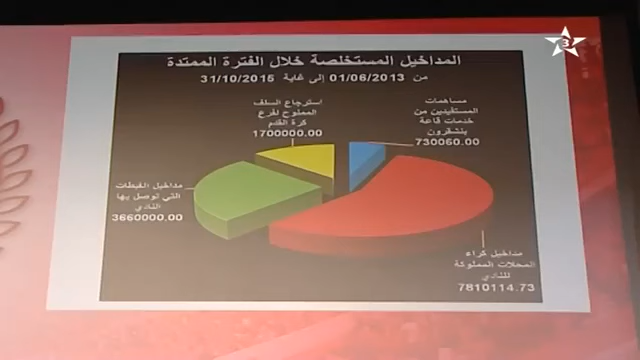 المداخيل المستخلصة خلال الفترة الممتدة
من 01/06/2013 إلى غاية 31/10/2015
مساهمات
المستفيدين من
خدمات قاعة
بنشقرون
730060.00
استرجاع السلف
الممنوح لفرع
كرة القدم
1700000.00
مداخيل الغبطات
التي توصل بها
النادي
3660000.00
مداخيل كراء
المحلات المملوكة
للنادي
7810114.73
3